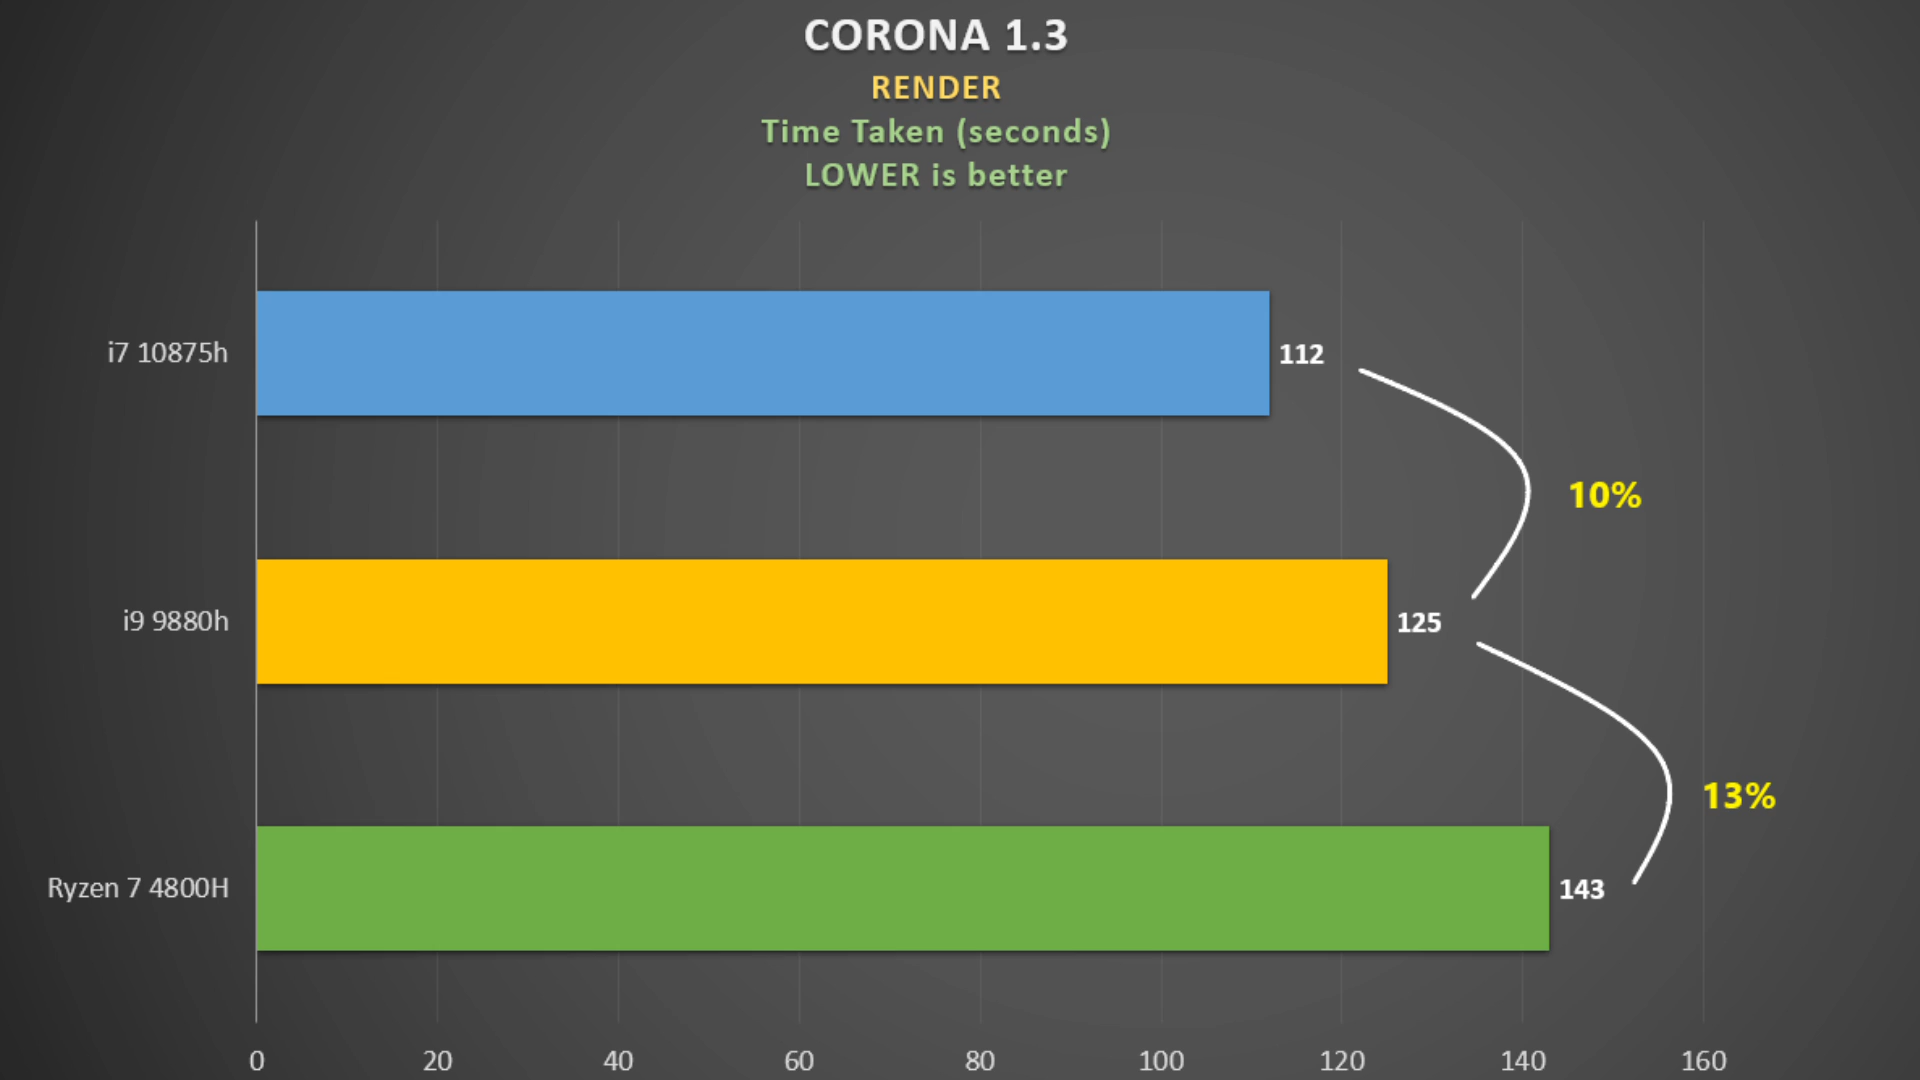 CORONA 1.3
RENDER
Time Taken (seconds)
LOWER is better
i7 10875h
112
10%
i9 9880h
125
13%
Ryzen 7 4800H
143
0 20 40 60 80 100 120 140 160